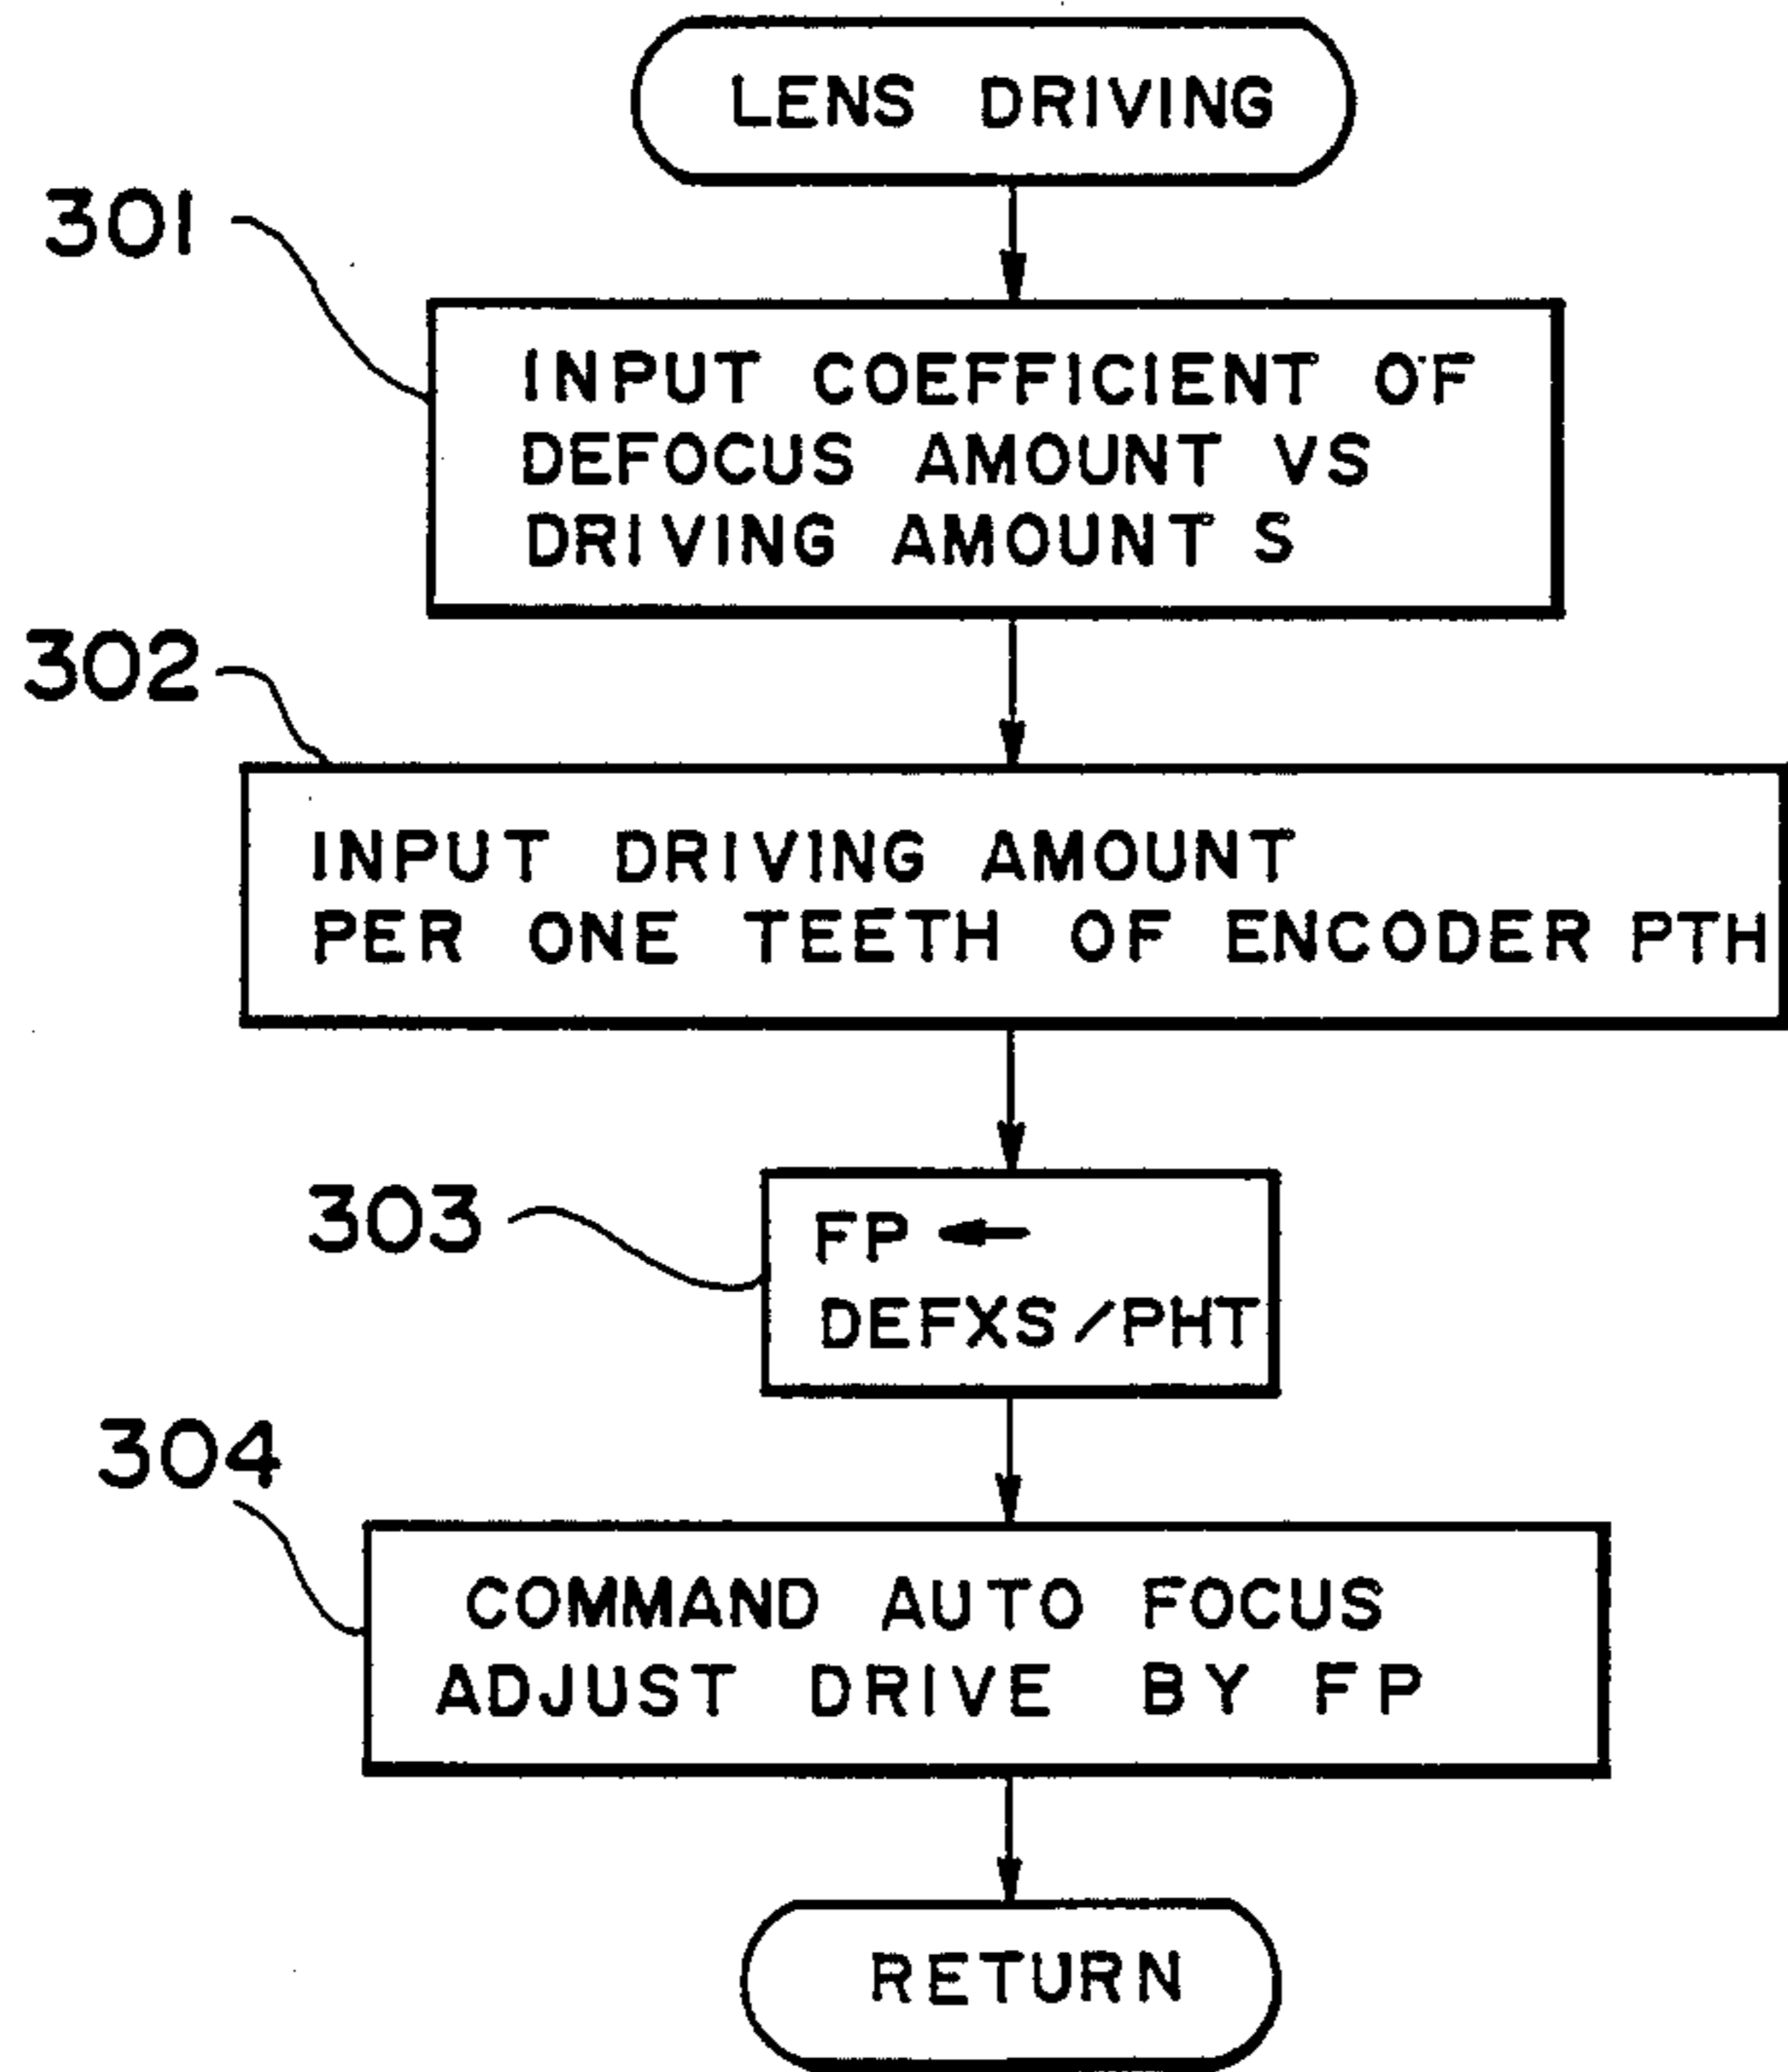 LENS DRIVING
301
INPUT COEFFICIENT OF
DEFOCUS AMOUNT VS
DRIVING AMOUNT S
302
INPUT DRIVING AMOUNT
PER ONE TEETH OF ENCODER PTH
303
FP ←
DEFXS/PHT
304
COMMAND AUTO FOCUS
ADJUST DRIVE BY FP
RETURN